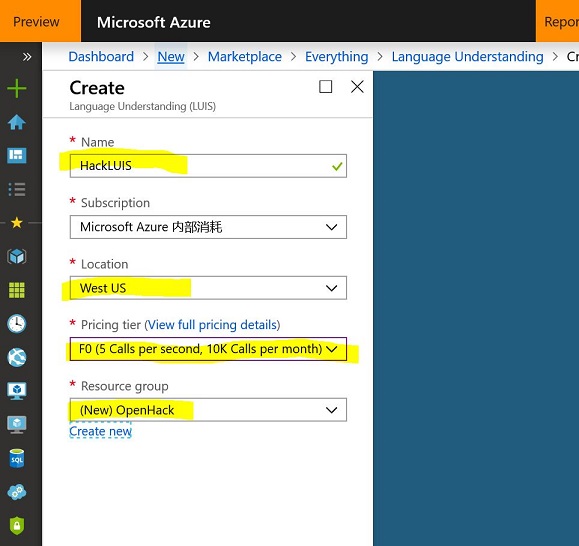 Preview
Microsoft Azure
Repor
Dashboard > New > Marketplace > Everything > Language Understanding > Cr
Create
Language Understanding (LUIS)
* Name
HackLUIS
* Subscription
Microsoft Azure 内部消耗
* Location
West US
* Pricing tier (View full pricing details)
F0 (5 Calls per second, 10K Calls per month)
* Resource group
(New) OpenHack
Create new
SQL